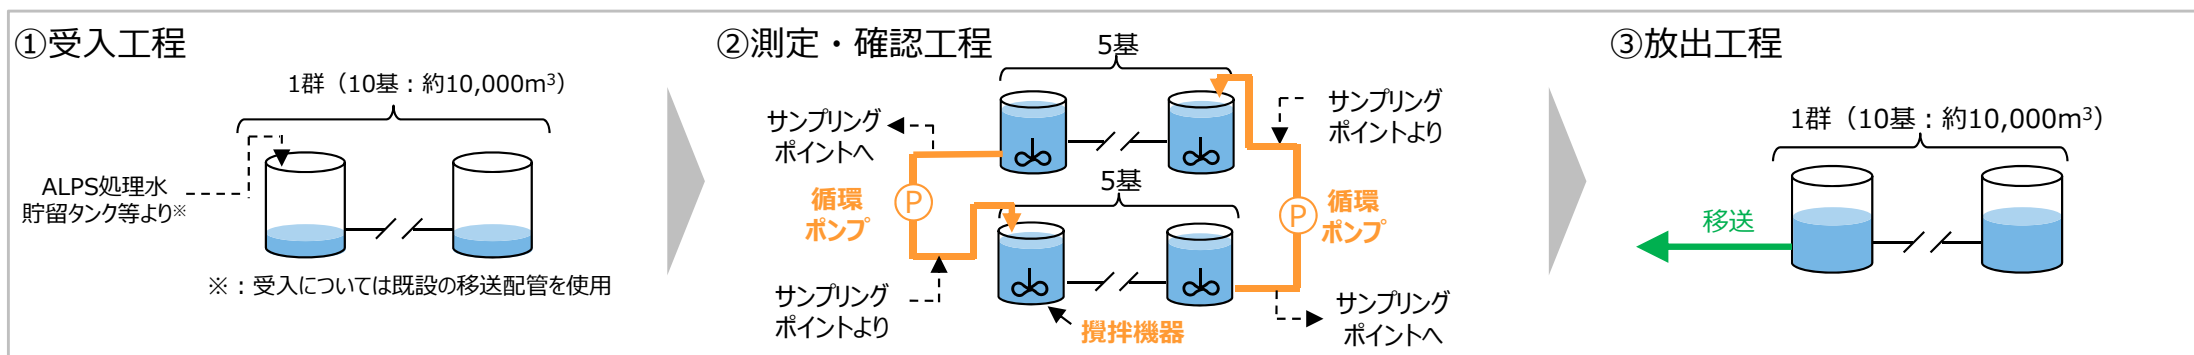 ①受入工程
1群（10基：約10,000m³）
ALPS処理水
貯留タンク等より※
※：受入については既設の移送配管を使用
②測定・確認工程
5基
サンプリング
ポイントへ
サンプリング
ポイントより
循環
ポンプ
P
5基
P
循環
ポンプ
サンプリング
ポイントより
攪拌機器
サンプリング
ポイントへ
③放出工程
1群（10基：約10,000m³）
移送